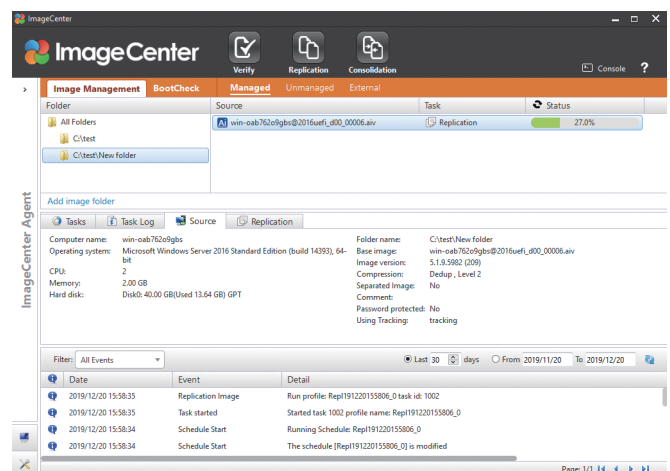 ImageCenter
ImageCenter
Verify
Replication
Consolidation
Console
?
Image Management
BootCheck
Managed
Unmanaged
External
Folder
Source
Task
Status
All Folders
C:\test
C:\test\New folder
Ai win-oab762o9gbs@2016uefi_d00_00006.aiv
Replication
27.0%
Add image folder
ImageCenter Agent
Tasks
Task Log
Source
Replication
Computer name: win-oab762o9gbs
Operating system: Microsoft Windows Server 2016 Standard Edition (build 14393), 64-
bit
CPU: 2
Memory: 2.00 GB
Hard disk: Disk0: 40.00 GB(Used 13.64 GB) GPT
Folder name: C:\test\New folder
Base image: win-oab762o9gbs@2016uefi_d00_00006.aiv
Image version: 5.1.9.5982 (209)
Compression: Dedup , Level 2
Separated Image: No
Comment:
Password protected: No
Using Tracking: tracking
Filter: All Events
Last 30 days From 2019/11/20 To 2019/12/20
Date Event Detail
2019/12/20 15:58:35 Replication Image Run profile: Repl191220155806_0 task id: 1002
2019/12/20 15:58:35 Task started Started task 1002 profile name: Repl191220155806_0
2019/12/20 15:58:34 Schedule Start Running Schedule: Repl191220155806_0
2019/12/20 15:58:34 Schedule Start The schedule [Repl191220155806_0] is modified
Page: 1/1